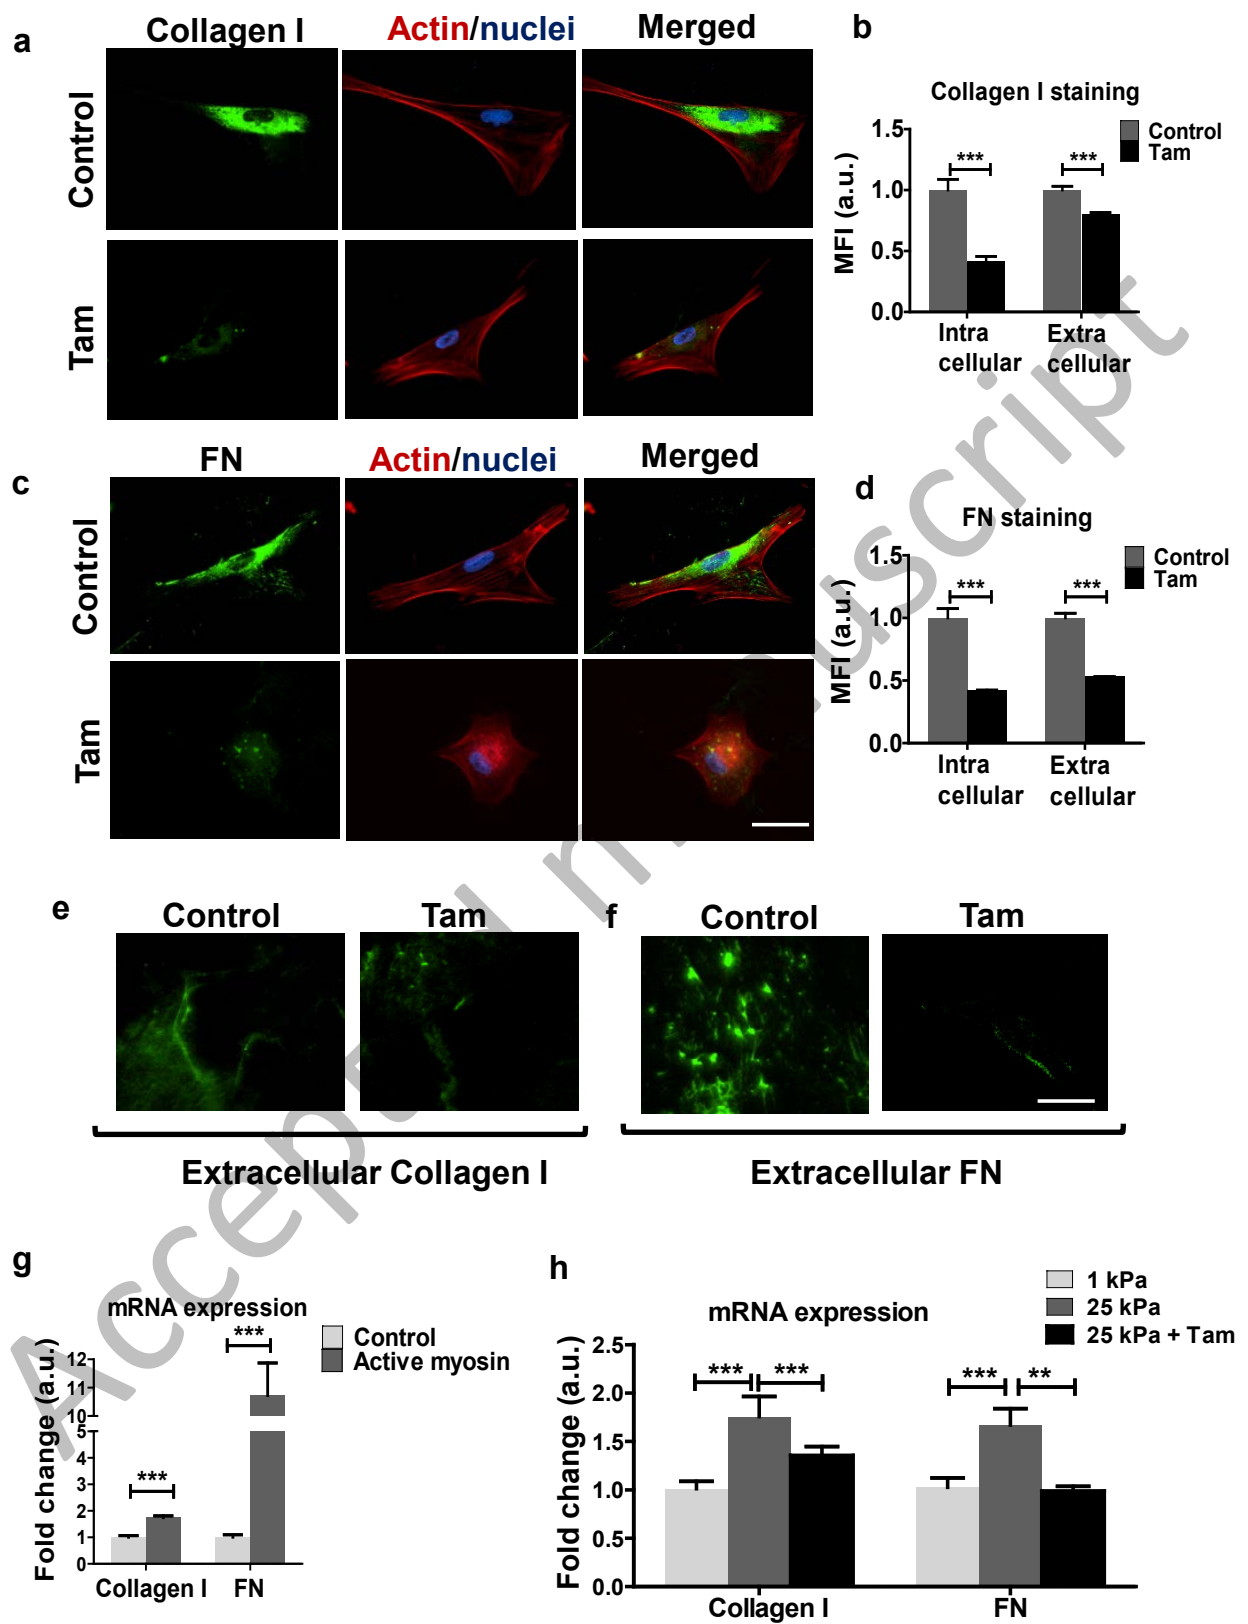 a
Collagen I
Actin/nuclei
Merged
Control
Tam
b
Collagen I staining
Control
Tam
MFI (a.u.)
1.5
1.0
0.5
0.0
***
***
Intra
cellular
Extra
cellular
c
FN
Actin/nuclei
Merged
Control
Tam
d
FN staining
Control
Tam
MFI (a.u.)
1.5
1.0
0.5
0.0
***
***
Intra
cellular
Extra
cellular
e
Control
Tam
Extracellular Collagen I
f
Control
Tam
Extracellular FN
g
mRNA expression
Control
Active myosin
Fold change (a.u.)
12
11
10
5
4
3
2
1
0
***
***
Collagen I
FN
h
mRNA expression
1 kPa
25 kPa
25 kPa + Tam
Fold change (a.u.)
2.5
2.0
1.5
1.0
0.5
0.0
***
***
***
**
Collagen I
FN
Accepted manuscript